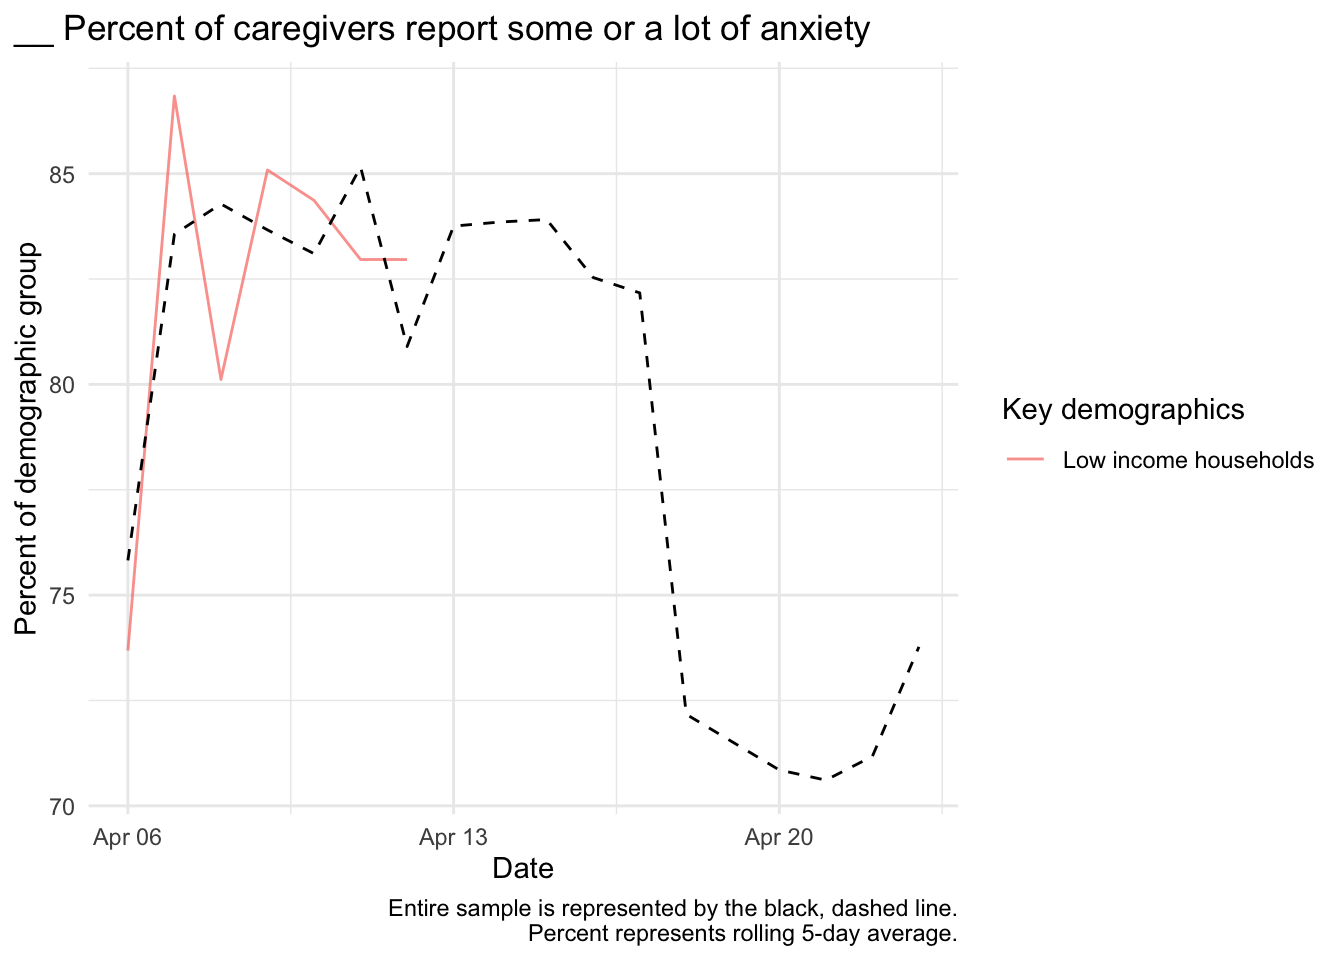 __ Percent of caregivers report some or a lot of anxiety
Percent of demographic group
85
80
75
70
Apr 06
Apr 13
Apr 20
Date
Key demographics
Low income households
Entire sample is represented by the black, dashed line.
Percent represents rolling 5-day average.